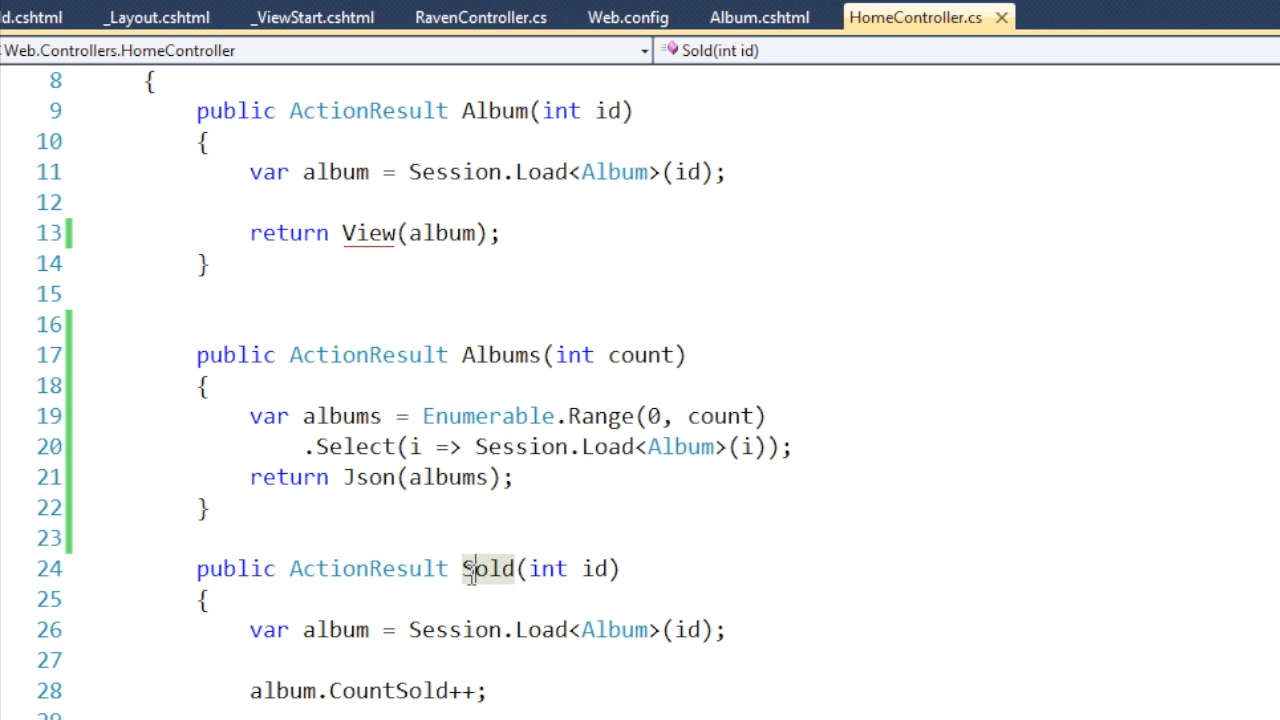 d.cshtml _Layout.cshtml _ViewStart.cshtml RavenController.cs Web.config Album.cshtml HomeController.cs
Web.Controllers.HomeController Sold(int id)
8 {
9 public ActionResult Album(int id)
10 {
11 var album = Session.Load<Album>(id);
12
13 return View(album);
14 }
15
16
17 public ActionResult Albums(int count)
18 {
19 var albums = Enumerable.Range(0, count)
20 .Select(i => Session.Load<Album>(i));
21 return Json(albums);
22 }
23
24 public ActionResult Sold(int id)
25 {
26 var album = Session.Load<Album>(id);
27
28 album.CountSold++;
29